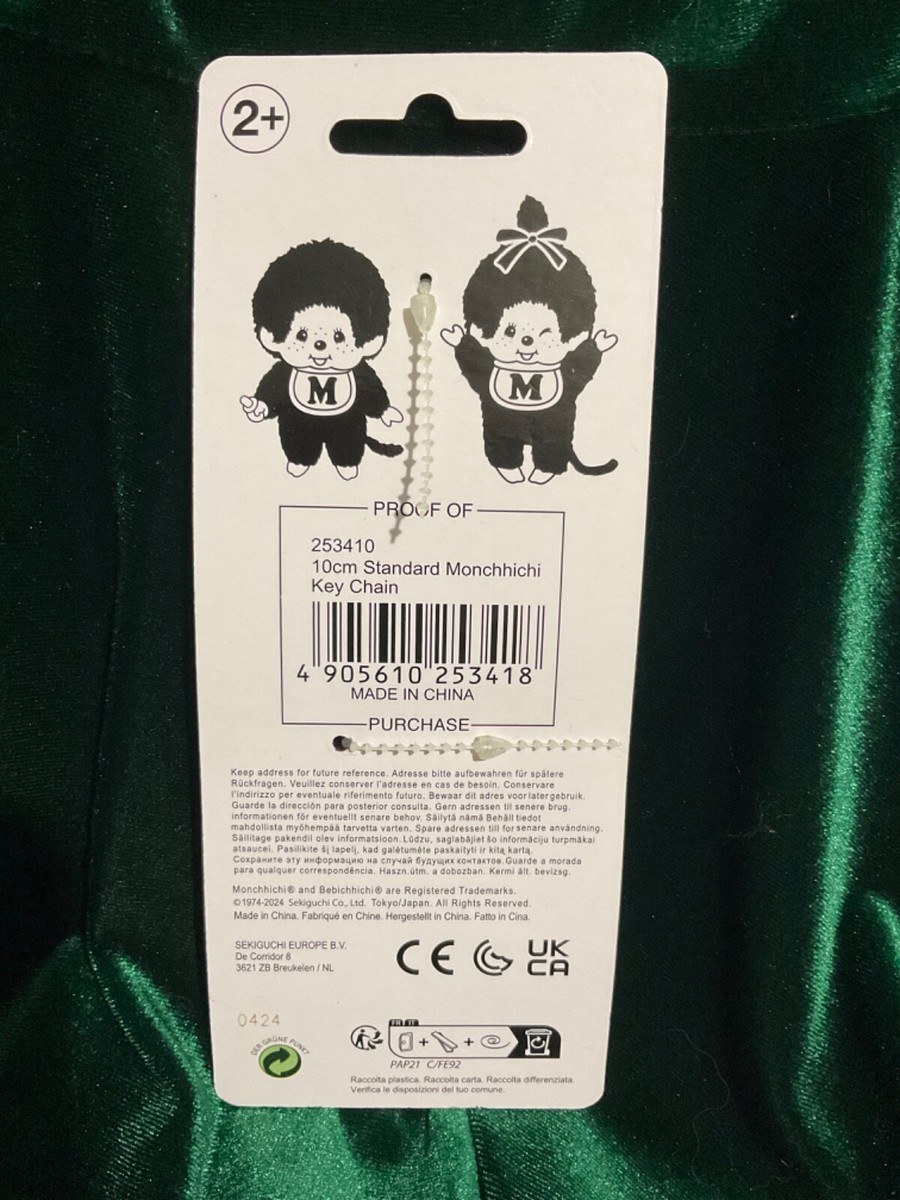 2+
M
M
PROOF OF
253410
10cm Standard Monchhichi
Key Chain
4 905610 253418
MADE IN CHINA
PURCHASE
Keep address for future reference. Adresse bitte aufbewahren für spätere
Rückfragen. Veuillez conserver l'adresse en cas de besoin. Conservare
l'indirizzo per eventuale riferimento futuro. Bewaar dit adres voor later gebruik.
Guarde la dirección para posterior consulta. Gern adressen til senere brug.
informationen för eventuellt senare behov. Säilytä nämä Behåll tiedot
mahdollista myöhempää tarvetta varten. Spare adressen till for senare användning.
Säilitage pakendil olev informatsioon. Lūdzu, saglabājiet šo informāciju turpmākai
atsaucei. Pasilikite šį lapelį, kad galėtumėte paskaityti ir kitą kartą.
Сохраните эту информацию на случай будущих контактов. Guarde a morada
para qualquer correspondência. Haszn.útm. a dobozban. Kermi ált. bevizsg.
Monchhichi® and Bebichhichi® are Registered Trademarks.
©1974-2024 Sekiguchi Co., Ltd. Tokyo/Japan. All Rights Reserved.
Made in China. Fabriqué en Chine. Hergestellt in China. Fatto in Cina.
SEKIGUCHI EUROPE B.V.
De Corridor 8
3621 ZB Breukelen / NL
CE
UK
CA
0424
DER GRÜNE PUNKT
PAP21 C/FE92
Raccolta plastica. Raccolta carta. Raccolta differenziata.
Verifica le disposizioni del tuo comune.